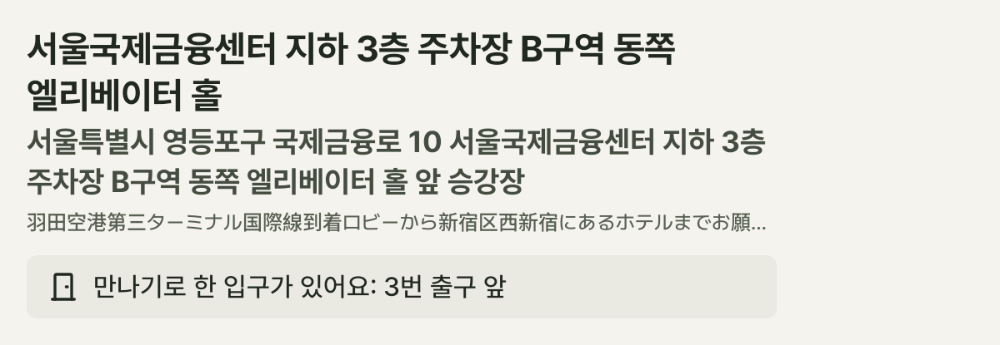 서울국제금융센터 지하 3층 주차장 B구역 동쪽
엘리베이터 홀
서울특별시 영등포구 국제금융로 10 서울국제금융센터 지하 3층
주차장 B구역 동쪽 엘리베이터 홀 앞 승강장
羽田空港第三ターミナル国際線到着ロビーから新宿区西新宿にあるホテルまでお願...
만나기로 한 입구가 있어요: 3번 출구 앞